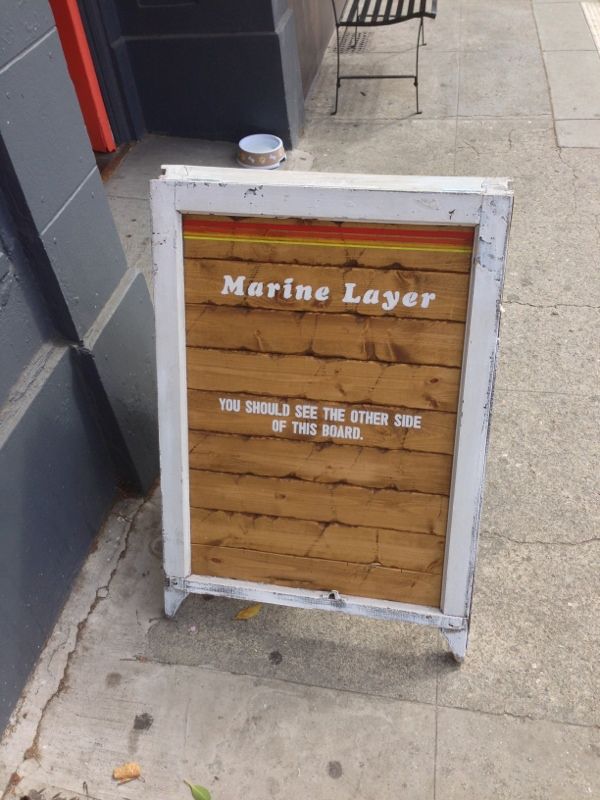 Marine Layer
YOU SHOULD SEE THE OTHER SIDE
OF THIS BOARD.